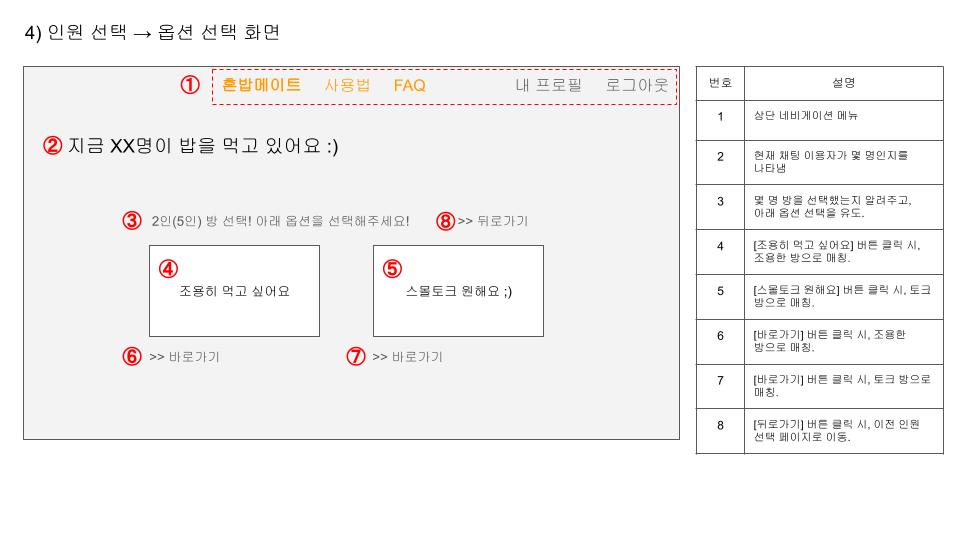 4) 인원 선택 → 옵션 선택 화면
① 혼밥메이트 사용법 FAQ 내 프로필 로그아웃
② 지금 XX명이 밥을 먹고 있어요 :)
③ 2인(5인) 방 선택! 아래 옵션을 선택해주세요! ⑧ >> 뒤로가기
④ ⑤
조용히 먹고 싶어요 스몰토크 원해요 ;)
⑥ >> 바로가기 ⑦ >> 바로가기
번호 설명
1 상단 네비게이션 메뉴
2 현재 채팅 이용자가 몇 명인지를
나타냄
3 몇 명 방을 선택했는지 알려주고,
아래 옵션 선택을 유도.
4 [조용히 먹고 싶어요] 버튼 클릭 시,
조용한 방으로 매칭.
5 [스몰토크 원해요] 버튼 클릭 시, 토크
방으로 매칭.
6 [바로가기] 버튼 클릭 시, 조용한
방으로 매칭.
7 [바로가기] 버튼 클릭 시, 토크 방으로
매칭.
8 [뒤로가기] 버튼 클릭 시, 이전 인원
선택 페이지로 이동.